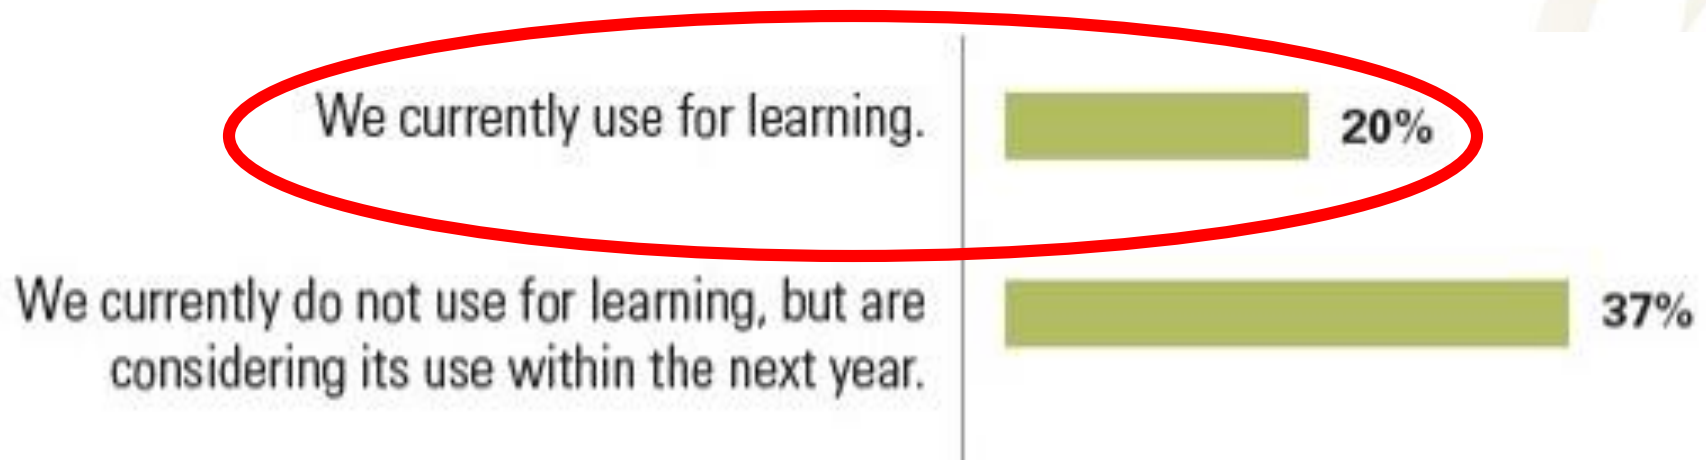 We currently use for learning.
20%
We currently do not use for learning, but are
considering its use within the next year.
37%